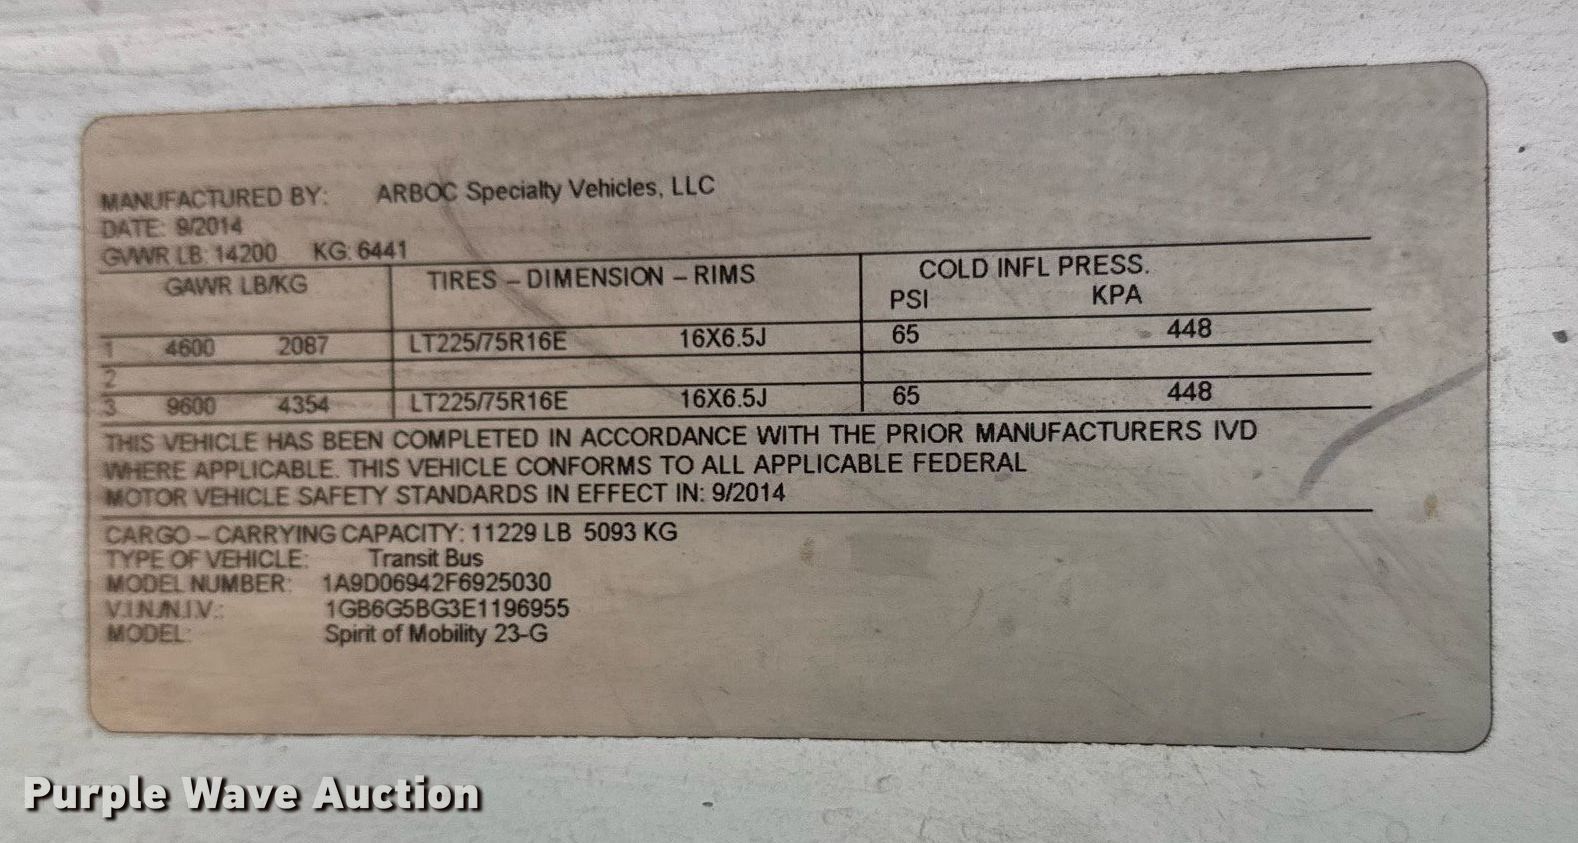 MANUFACTURED BY: ARBOC Specialty Vehicles, LLC
DATE: 9/2014
GVWR LB: 14200 KG: 6441
GAWR LB/KG TIRES – DIMENSION – RIMS COLD INFL PRESS.
PSI KPA
1 4600 2087 LT225/75R16E 16X6.5J 65 448
2
3 9600 4354 LT225/75R16E 16X6.5J 65 448
THIS VEHICLE HAS BEEN COMPLETED IN ACCORDANCE WITH THE PRIOR MANUFACTURERS IVD
WHERE APPLICABLE. THIS VEHICLE CONFORMS TO ALL APPLICABLE FEDERAL
MOTOR VEHICLE SAFETY STANDARDS IN EFFECT IN: 9/2014
CARGO – CARRYING CAPACITY: 11229 LB 5093 KG
TYPE OF VEHICLE: Transit Bus
MODEL NUMBER: 1A9D06942F6925030
V.I.N./N.I.V.: 1GB6G5BG3E1196955
MODEL: Spirit of Mobility 23-G
Purple Wave Auction